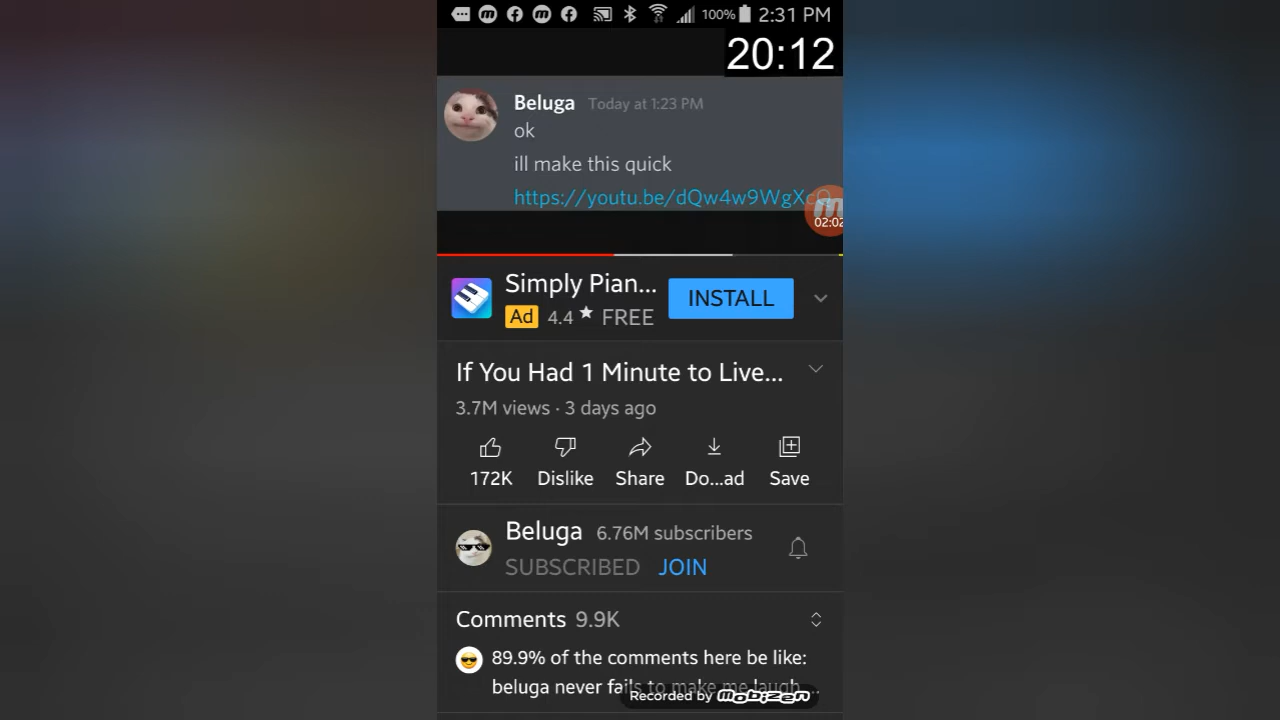 100% 2:31 PM
20:12
Beluga Today at 1:23 PM
ok
ill make this quick
https://youtu.be/dQw4w9WgXcQ
02:02
Simply Pian... INSTALL
Ad 4.4 ★ FREE
If You Had 1 Minute to Live...
3.7M views · 3 days ago
172K Dislike Share Do...ad Save
Beluga 6.76M subscribers
SUBSCRIBED JOIN
Comments 9.9K
89.9% of the comments here be like:
beluga never fails to make me laugh...
Recorded by mobizen